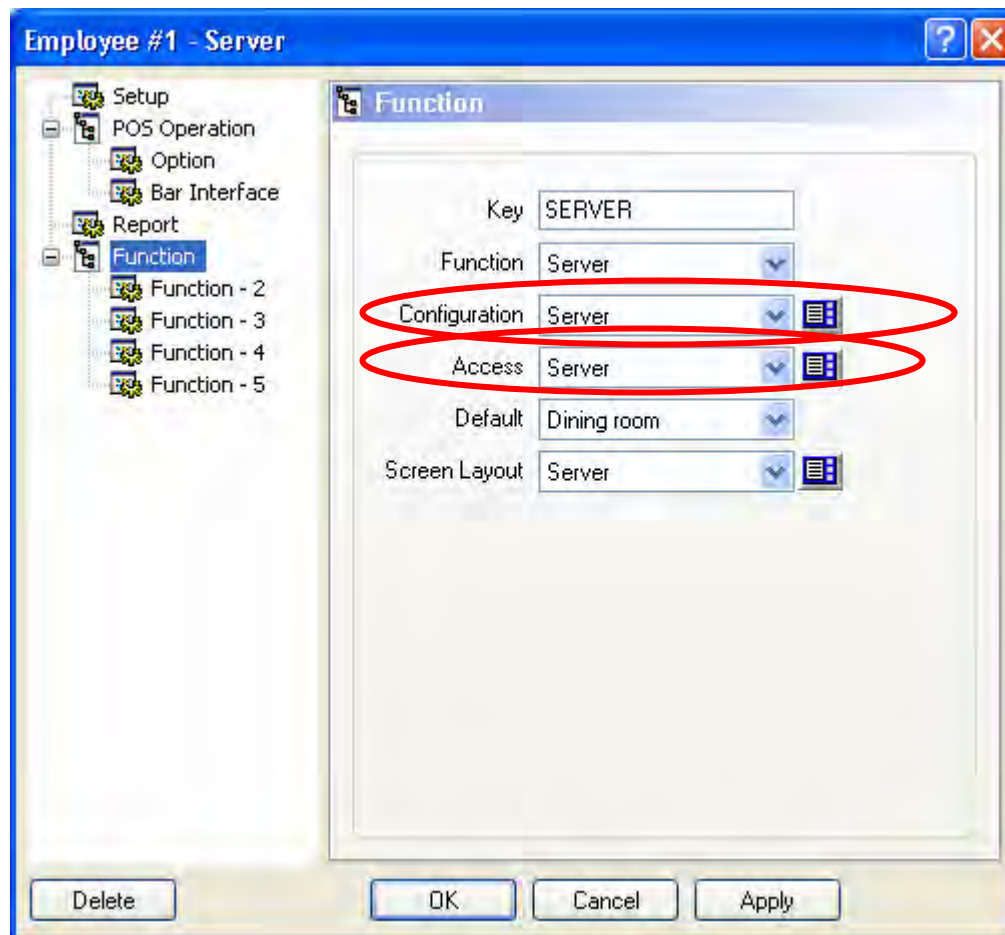 Employee #1 - Server
Setup
POS Operation
Option
Bar Interface
Report
Function
Function - 2
Function - 3
Function - 4
Function - 5
Function
Key SERVER
Function Server
Configuration Server
Access Server
Default Dining room
Screen Layout Server
Delete OK Cancel Apply